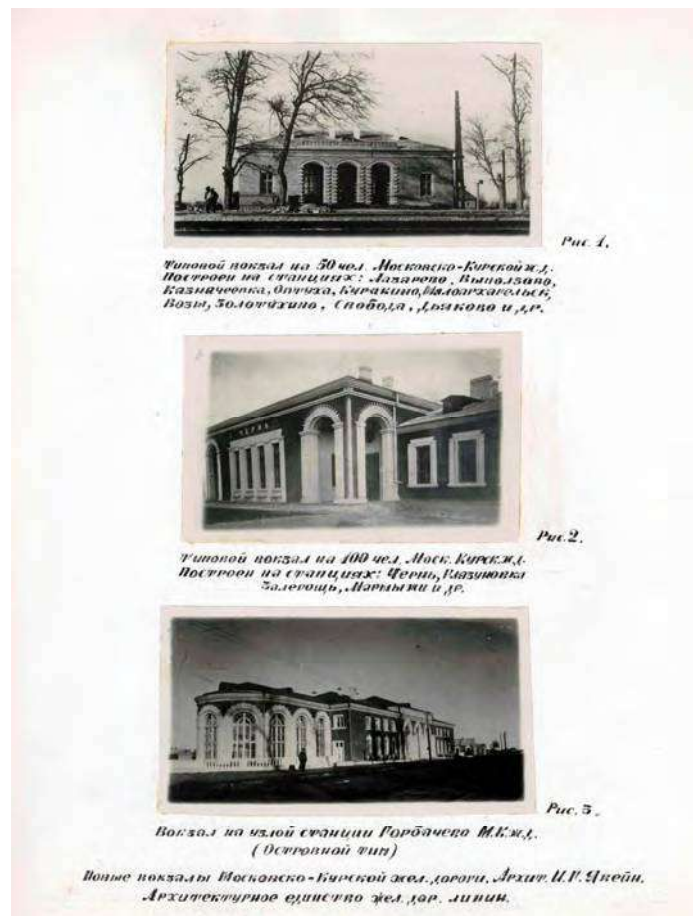 Рис. 1.
Типовой вокзал на 50 чел. Московско-Курской ж.д.
Построен на станциях: Лазарево, Выползово,
Казначеевка, Оптуха, Куракино, Малоархангельск,
Возы, Золотухино, Свобода, Дьяково и др.
ЧЕРНЬ
Рис. 2.
Типовой вокзал на 100 чел. Моск. Курск.ж.д.
Построен на станциях: Чернь, Глазуновка
Залегощь, Мармыжи и др.
Рис. 3.
Вокзал на узлой станции Горбачево М.К.ж.д.
(Островной тип)
Новые вокзалы Московско-Курской жел. дороги. Архит. И.Г. Явейн.
Архитектурное единство жел. дор. линии.